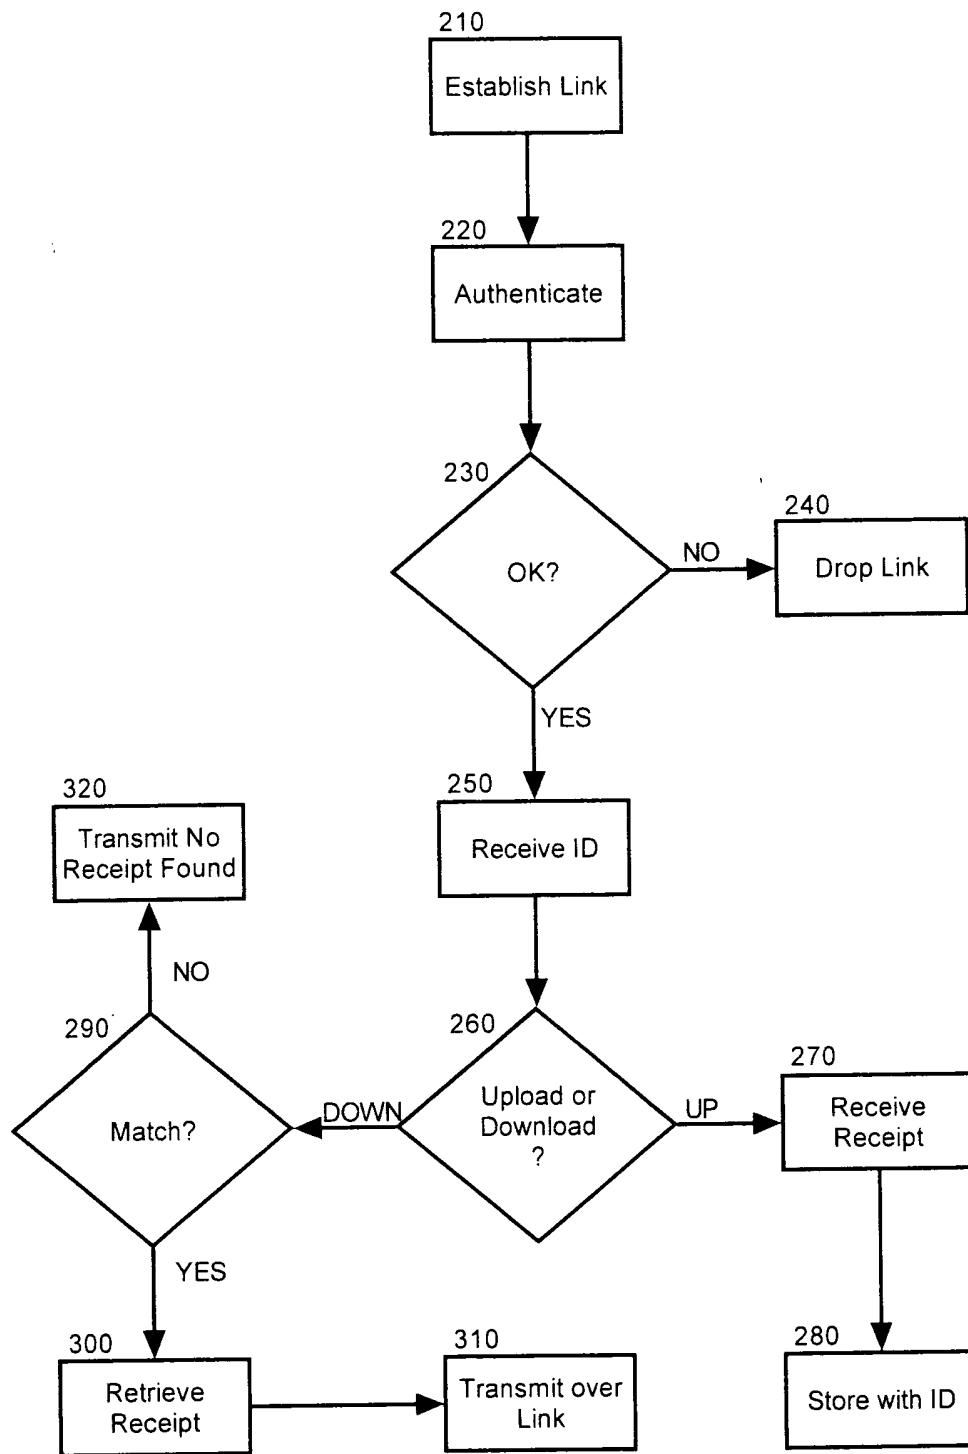 210
Establish Link
220
Authenticate
230
OK?
NO
240
Drop Link
YES
250
Receive ID
320
Transmit No
Receipt Found
NO
290
Match?
DOWN
260
Upload or
Download
?
UP
270
Receive
Receipt
YES
300
Retrieve
Receipt
310
Transmit over
Link
280
Store with ID